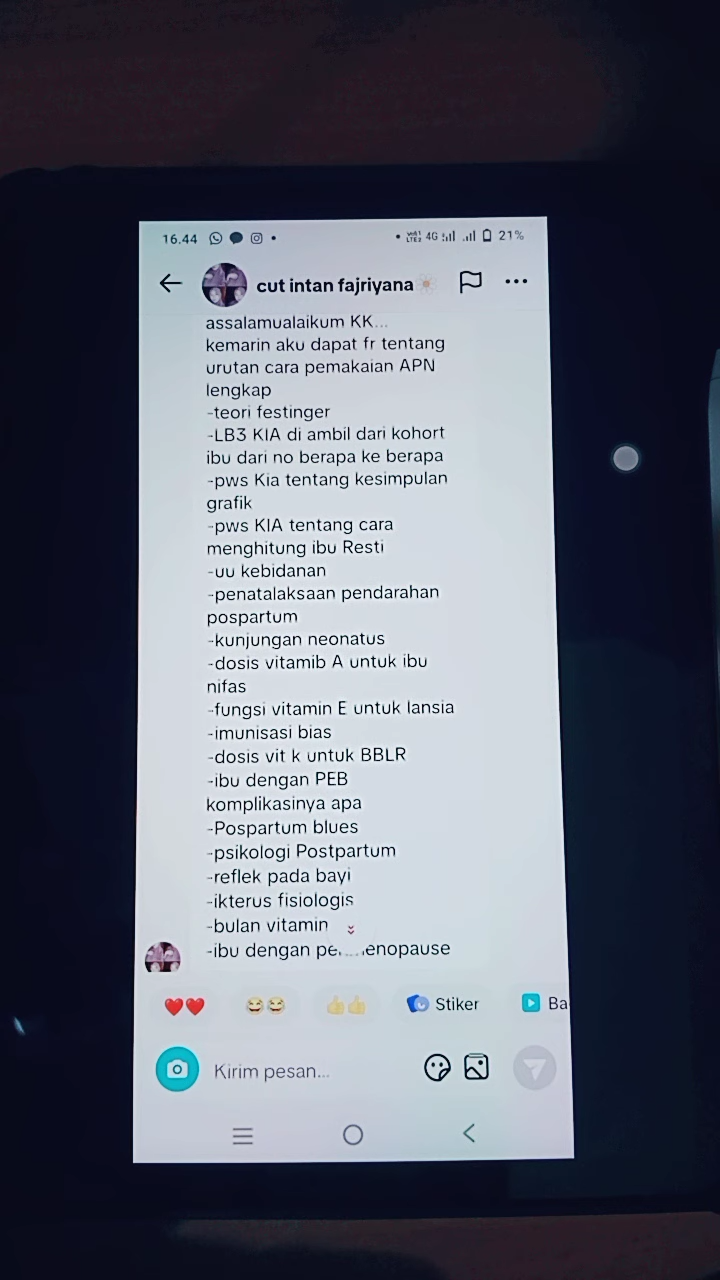 16.44
4G 21%
cut intan fajriyana
assalamualaikum KK...
kemarin aku dapat fr tentang
urutan cara pemakaian APN
lengkap
-teori festinger
-LB3 KIA di ambil dari kohort
ibu dari no berapa ke berapa
-pws Kia tentang kesimpulan
grafik
-pws KIA tentang cara
menghitung ibu Resti
-uu kebidanan
-penatalaksaan pendarahan
pospartum
-kunjungan neonatus
-dosis vitamib A untuk ibu
nifas
-fungsi vitamin E untuk lansia
-imunisasi bias
-dosis vit k untuk BBLR
-ibu dengan PEB
komplikasinya apa
-Pospartum blues
-psikologi Postpartum
-reflek pada bayi
-ikterus fisiologis
-bulan vitamin
-ibu dengan
Stiker
Ba
Kirim pesan...